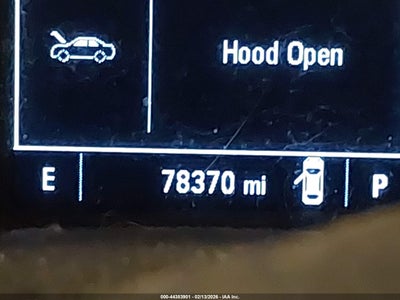 Hood Open
E 78370 mi P
000-44383901 - 02/13/2026 - IAA Inc.